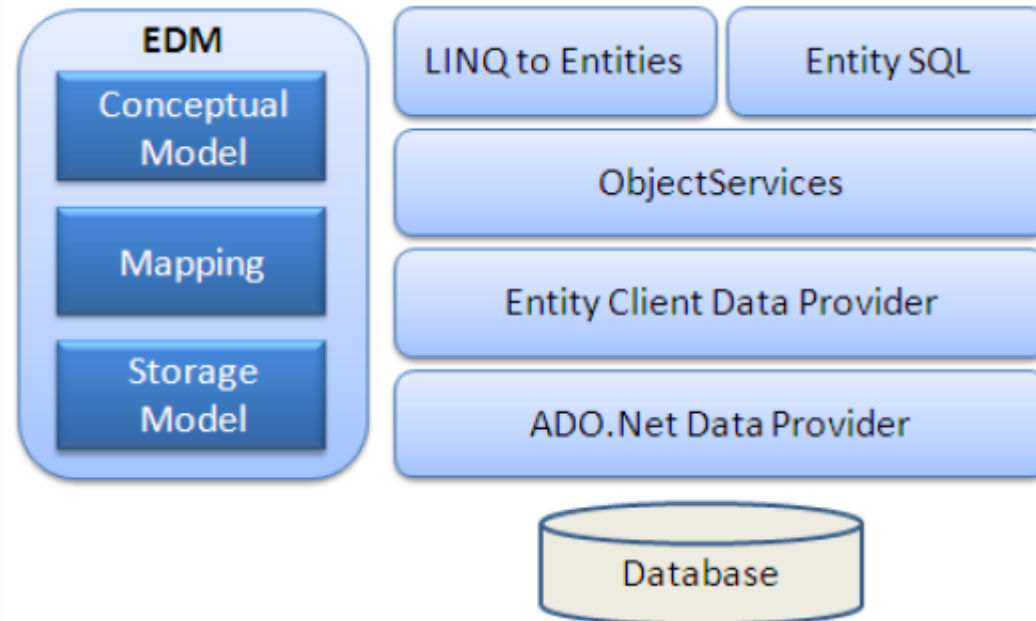 EDM
Conceptual
Model
Mapping
Storage
Model
LINQ to Entities
Entity SQL
ObjectServices
Entity Client Data Provider
ADO.Net Data Provider
Database